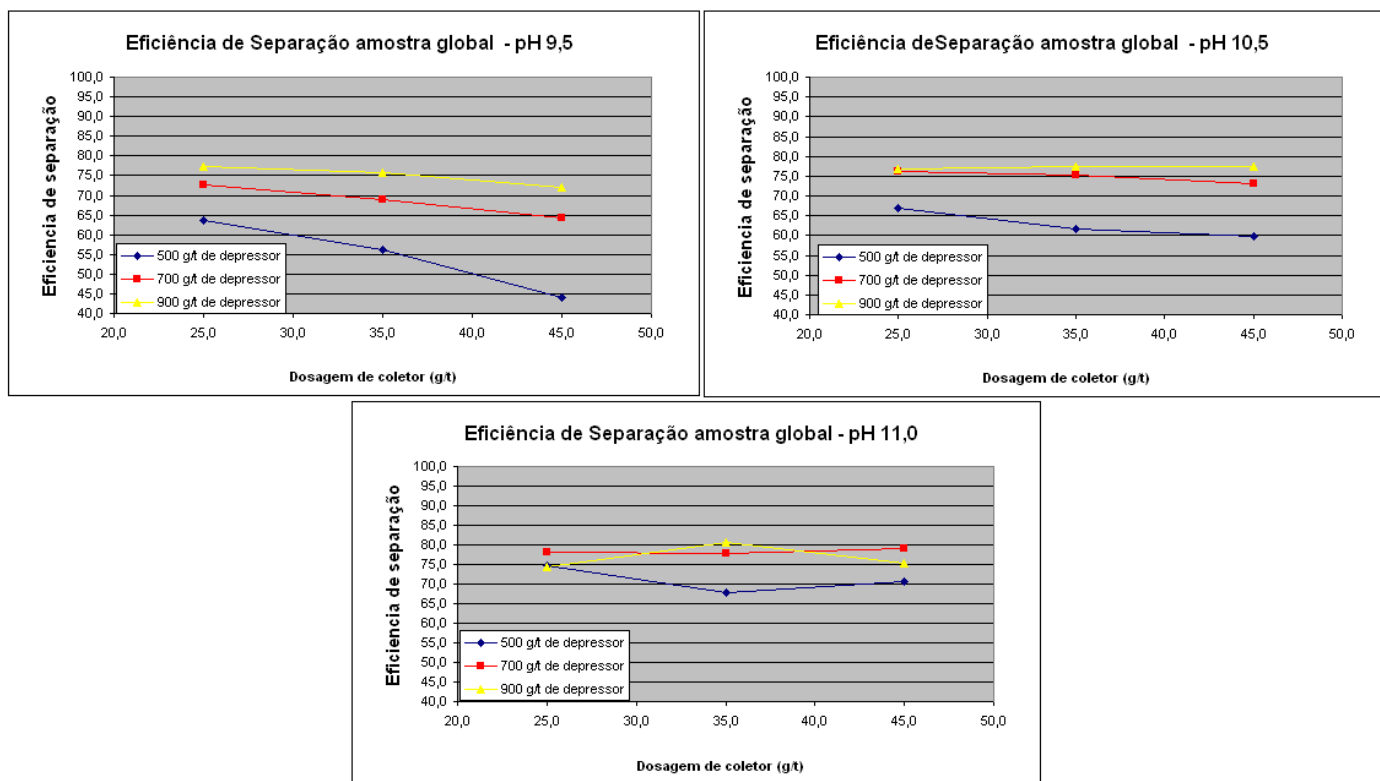 Eficiência de Separação amostra global - pH 9,5
Eficiencia de separação
100,0
95,0
90,0
85,0
80,0
75,0
70,0
65,0
60,0
55,0
50,0
45,0
40,0
500 g/t de depressor
700 g/t de depressor
900 g/t de depressor
20,0 25,0 30,0 35,0 40,0 45,0 50,0
Dosagem de coletor (g/t)
Eficiência deSeparação amostra global - pH 10,5
Eficiencia de separação
100,0
95,0
90,0
85,0
80,0
75,0
70,0
65,0
60,0
55,0
50,0
45,0
40,0
500 g/t de depressor
700 g/t de depressor
900 g/t de depressor
20,0 25,0 30,0 35,0 40,0 45,0 50,0
Dosagem de coletor (g/t)
Eficiência de Separação amostra global - pH 11,0
Eficiencia de separação
100,0
95,0
90,0
85,0
80,0
75,0
70,0
65,0
60,0
55,0
50,0
45,0
40,0
500 g/t de depressor
700 g/t de depressor
900 g/t de depressor
20,0 25,0 30,0 35,0 40,0 45,0 50,0
Dosagem de coletor (g/t)